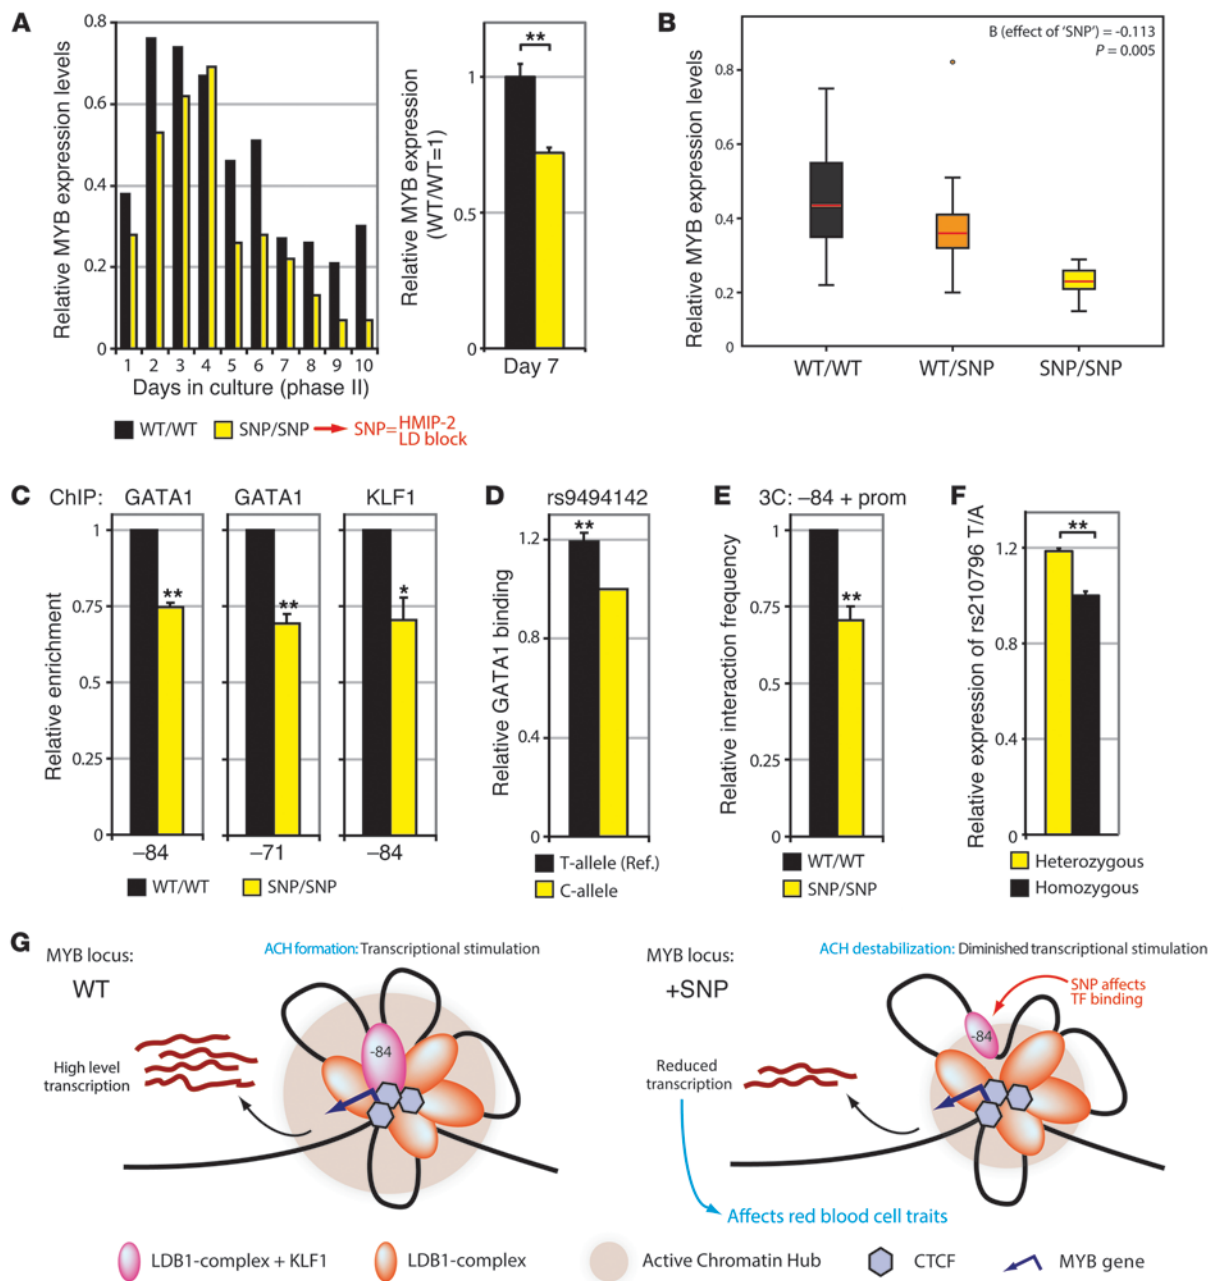 A
Relative MYB expression levels
0.8
0.6
0.4
0.2
0
1 2 3 4 5 6 7 8 9 10
Days in culture (phase II)
Relative MYB expression
(WT/WT=1)
**
1
0.5
0
Day 7
WT/WT SNP/SNP SNP= HMIP-2
LD block
B
B (effect of 'SNP') = -0.113
P = 0.005
Relative MYB expression levels
0.8
0.6
0.4
0.2
0
WT/WT WT/SNP SNP/SNP
C
ChIP: GATA1 GATA1 KLF1
Relative enrichment
1
0.75
0.5
0.25
0
** ** *
−84 −71 −84
WT/WT SNP/SNP
D
rs9494142
Relative GATA1 binding
**
1.2
0.8
0.4
0
T-allele (Ref.)
C-allele
E
3C: −84 + prom
Relative interaction frequency
1
0.75
0.5
0.25
0
**
WT/WT
SNP/SNP
F
Relative expression of rs210796 T/A
**
1.2
0.8
0.4
0
Heterozygous
Homozygous
G
MYB locus:
WT
ACH formation: Transcriptional stimulation
High level
transcription
-84
MYB locus:
+SNP
ACH destabilization: Diminished transcriptional stimulation
SNP affects
TF binding
-84
Reduced
transcription
Affects red blood cell traits
LDB1-complex + KLF1 LDB1-complex Active Chromatin Hub CTCF MYB gene